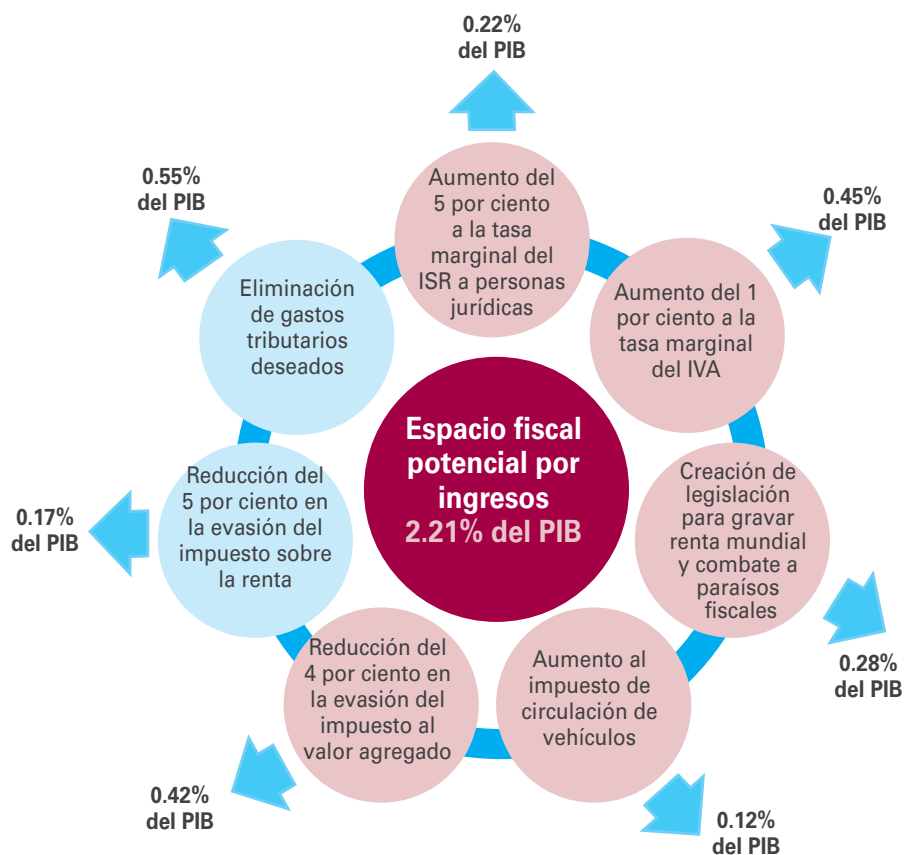 0.22%
del PIB
Aumento del
5 por ciento
a la tasa
marginal del
ISR a personas
jurídicas
0.45%
del PIB
Aumento del 1
por ciento a la
tasa marginal
del IVA
Creación de
legislación
para gravar
renta mundial
y combate a
paraísos
fiscales
0.28%
del PIB
Aumento al
impuesto de
circulación de
vehículos
0.12%
del PIB
Reducción del
4 por ciento en
la evasión del
impuesto al
valor agregado
0.42%
del PIB
Reducción del
5 por ciento en
la evasión del
impuesto sobre
la renta
0.17%
del PIB
Eliminación
de gastos
tributarios
deseados
0.55%
del PIB
Espacio fiscal
potencial por
ingresos
2.21% del PIB